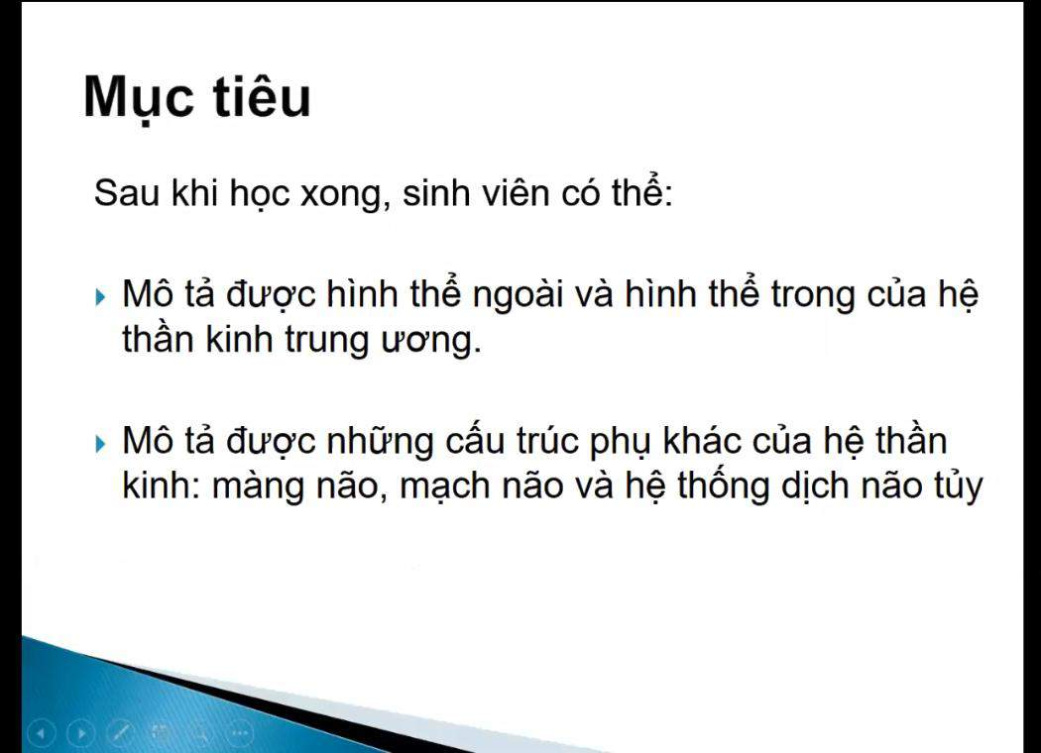 Mục tiêu
Sau khi học xong, sinh viên có thể:
Mô tả được hình thể ngoài và hình thể trong của hệ
thần kinh trung ương.
Mô tả được những cấu trúc phụ khác của hệ thần
kinh: màng não, mạch não và hệ thống dịch não tủy